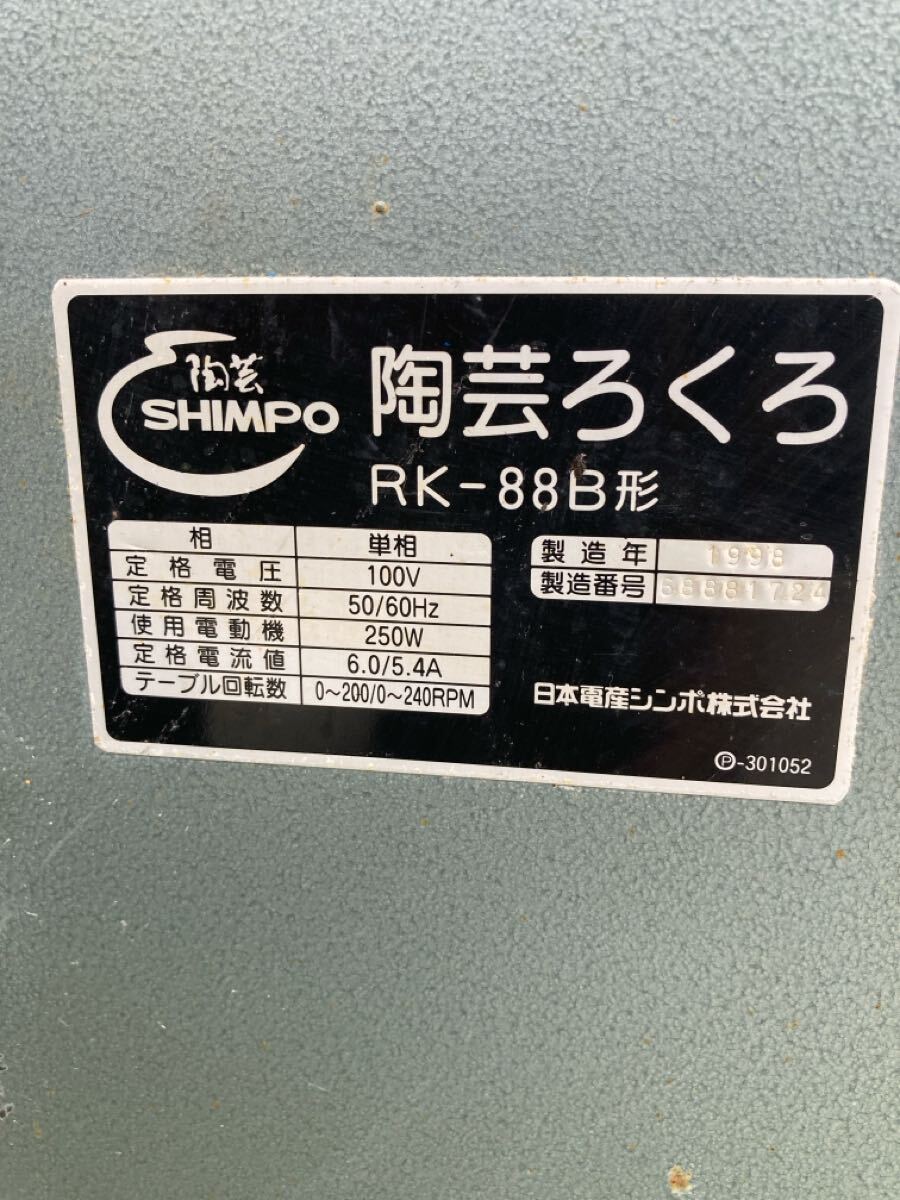 陶芸
SHIMPO
陶芸ろくろ
RK-88B形
相 単相
定格電圧 100V
定格周波数 50/60Hz
使用電動機 250W
定格電流値 6.0/5.4A
テーブル回転数 0〜200/0〜240RPM
製造年 1998
製造番号 68881724
日本電産シンポ株式会社
Ⓟ-301052